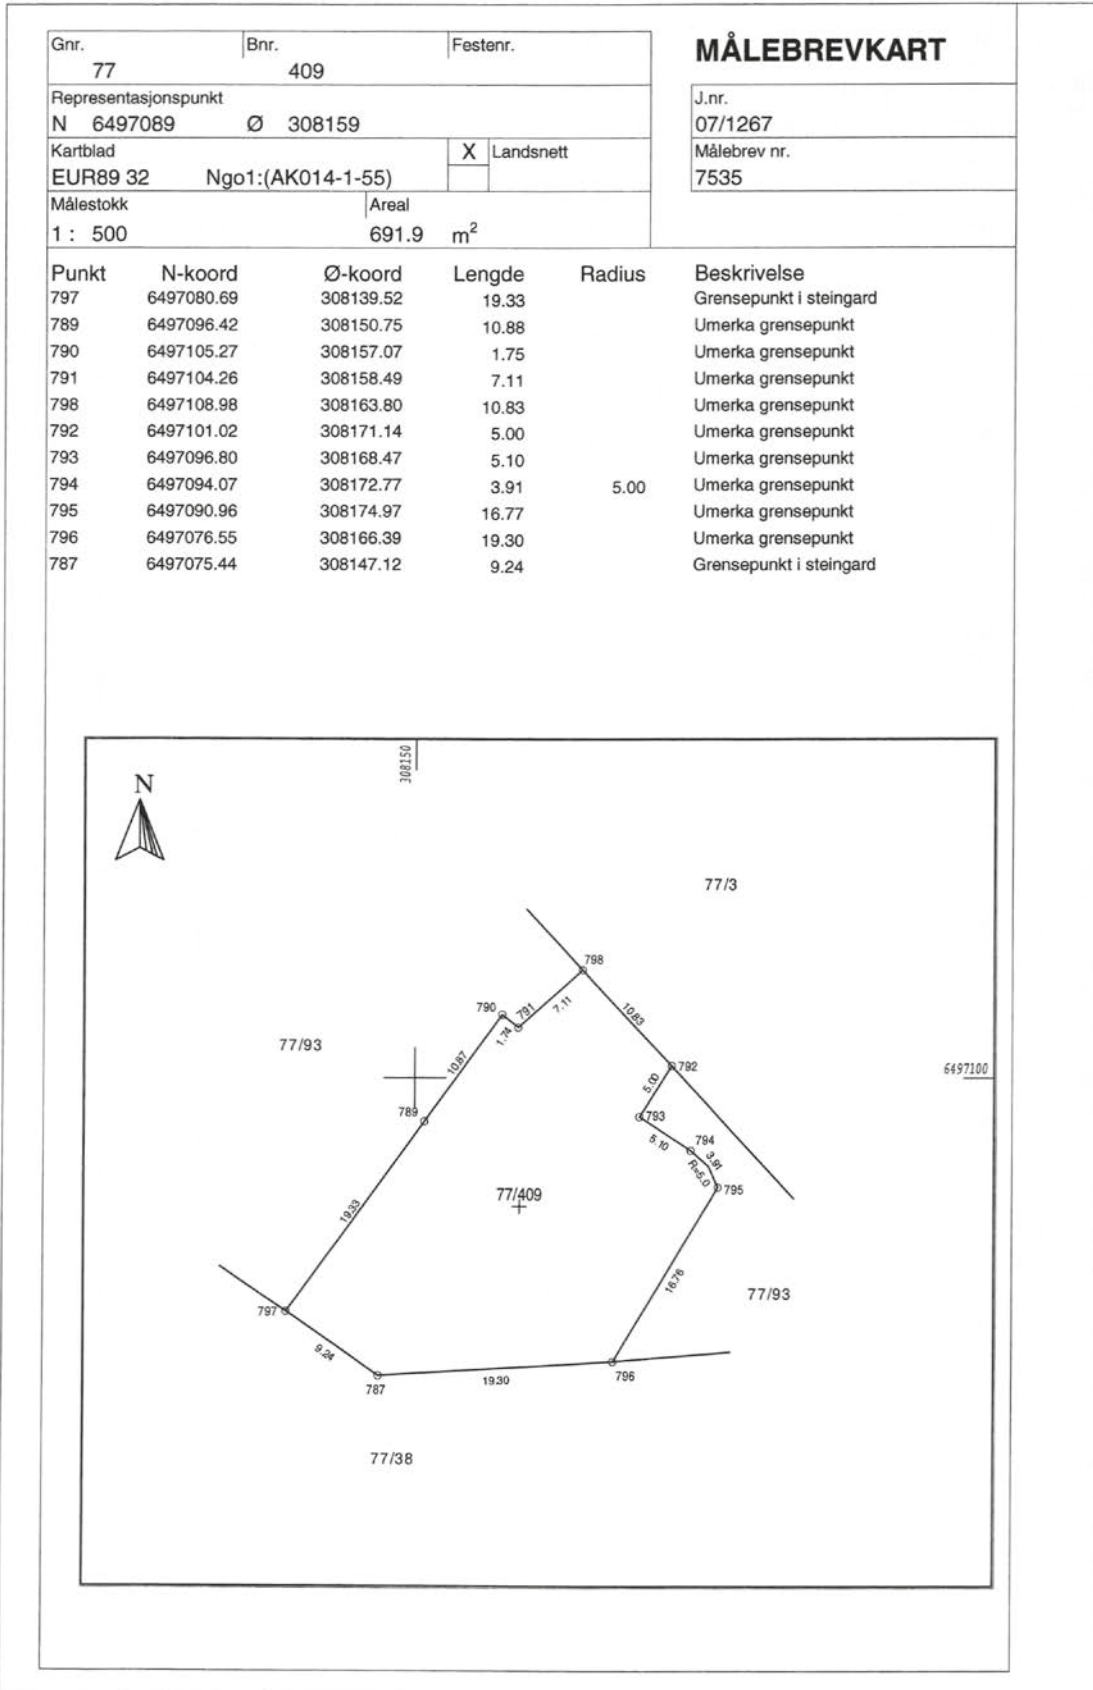 Gnr. Bnr. Festenr.
77 409
MÅLEBREVKART
Representasjonspunkt
N 6497089 Ø 308159
J.nr.
07/1267
Kartblad X Landsnett
EUR89 32 Ngo1:(AK014-1-55)
Målebrev nr.
7535
Målestokk Areal
1 : 500 691.9 m²
Punkt N-koord Ø-koord Lengde Radius Beskrivelse
797 6497080.69 308139.52 19.33 Grensepunkt i steingard
789 6497096.42 308150.75 10.88 Umerka grensepunkt
790 6497105.27 308157.07 1.75 Umerka grensepunkt
791 6497104.26 308158.49 7.11 Umerka grensepunkt
798 6497108.98 308163.80 10.83 Umerka grensepunkt
792 6497101.02 308171.14 5.00 Umerka grensepunkt
793 6497096.80 308168.47 5.10 Umerka grensepunkt
794 6497094.07 308172.77 3.91 5.00 Umerka grensepunkt
795 6497090.96 308174.97 16.77 Umerka grensepunkt
796 6497076.55 308166.39 19.30 Umerka grensepunkt
787 6497075.44 308147.12 9.24 Grensepunkt i steingard
308150
N
77/3
798
790
791
7.11
10.83
1.74
77/93
10.87
792
6497100
5.00
789
793
5.10
794
3.91
R=5.0
795
77/409
19.33
16.76
77/93
797
9.24
787
19.30
796
77/38